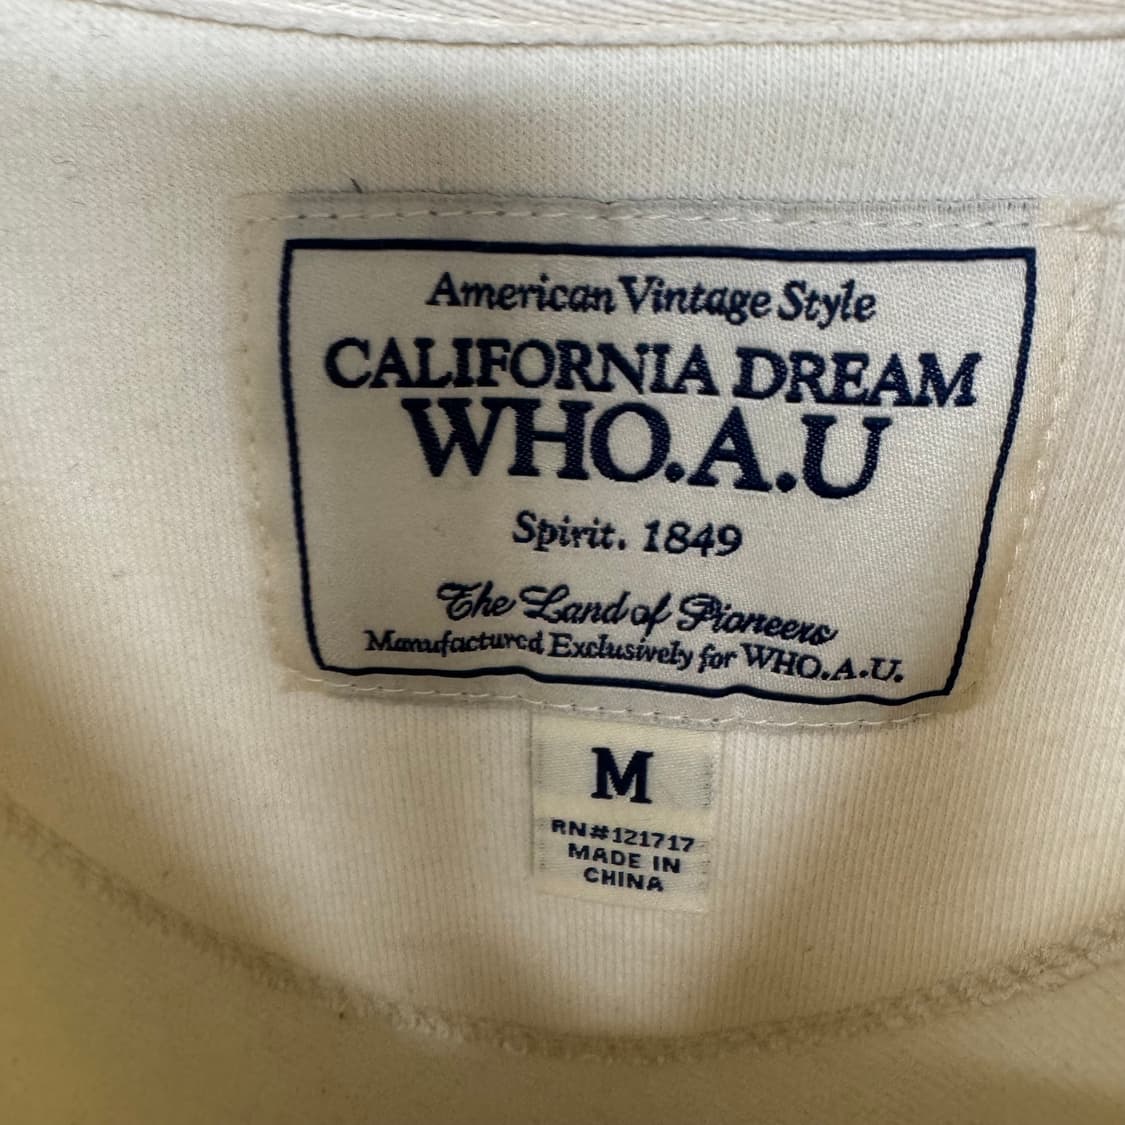 American Vintage Style
CALIFORNIA DREAM
WHO.A.U
Spirit. 1849
The Land of Pioneers
Manufactured Exclusively for WHO.A.U.
M
RN#121717
MADE IN
CHINA